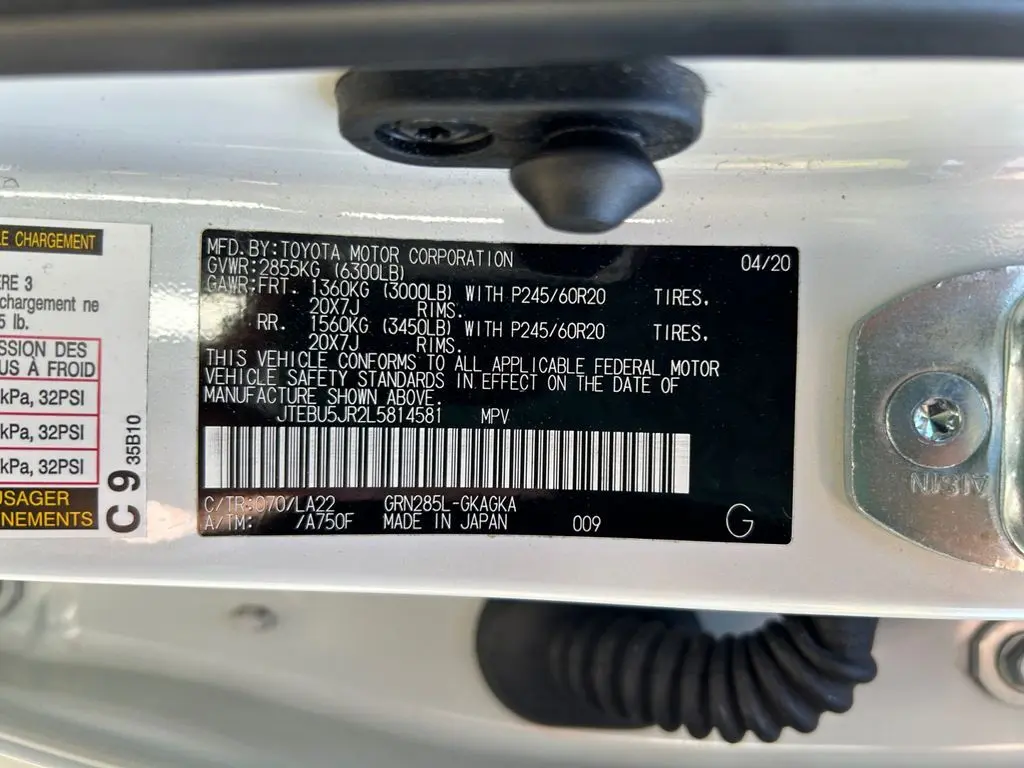 LE CHARGEMENT
ÈRE 3
chargement ne
5 lb.
SSION DES
US À FROID
kPa, 32PSI
kPa, 32PSI
kPa, 32PSI
USAGER
NEMENTS
C 9 35B10
MFD. BY: TOYOTA MOTOR CORPORATION 04/20
GVWR: 2855KG (6300LB)
GAWR: FRT. 1360KG (3000LB) WITH P245/60R20 TIRES,
20X7J RIMS.
RR. 1560KG (3450LB) WITH P245/60R20 TIRES,
20X7J RIMS.
THIS VEHICLE CONFORMS TO ALL APPLICABLE FEDERAL MOTOR
VEHICLE SAFETY STANDARDS IN EFFECT ON THE DATE OF
MANUFACTURE SHOWN ABOVE.
JTEBU5JR2L5814581 MPV
C/TR: 070/LA22 GRN285L-GKAGKA
A/TM: /A750F MADE IN JAPAN 009 G
AISIN